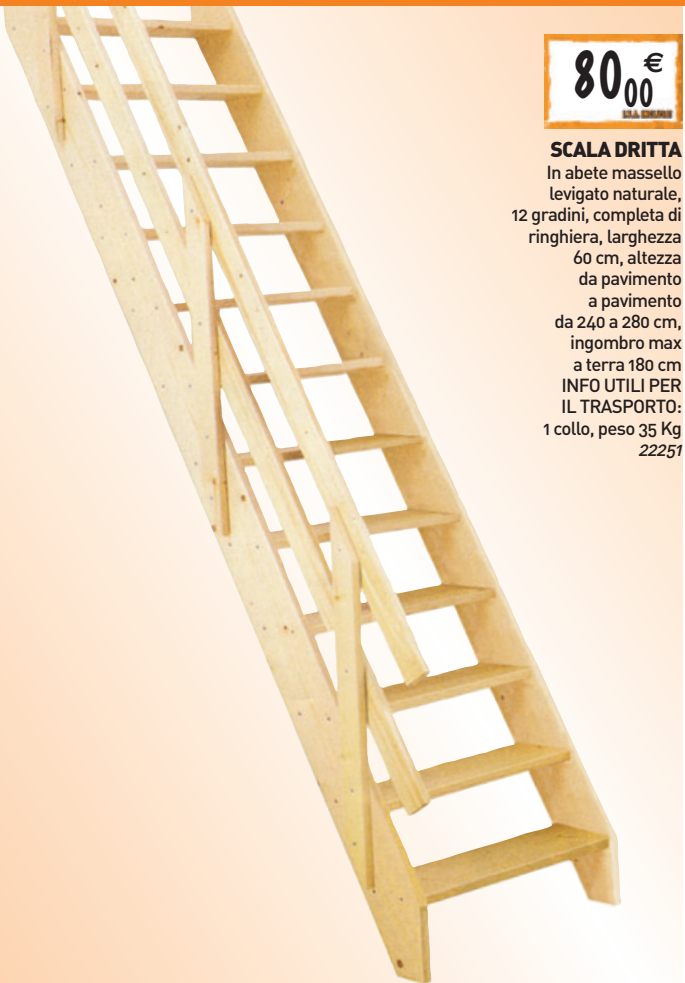 80,00 €
IVA INCLUSA
SCALA DRITTA
In abete massello
levigato naturale,
12 gradini, completa di
ringhiera, larghezza
60 cm, altezza
da pavimento
a pavimento
da 240 a 280 cm,
ingombro max
a terra 180 cm
INFO UTILI PER
IL TRASPORTO:
1 collo, peso 35 Kg
22251